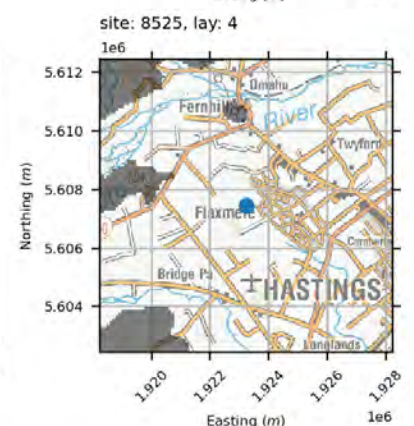 site: 8525, lay: 4
1e6
5.612
5.610
5.608
5.606
5.604
Northing (m)
Omahu
Fernhill
River
Twyford
Flaxmere
Bridge Pa
HASTINGS
Longlands
1.920
1.922
1.924
1.926
1.928
1e6
Easting (m)